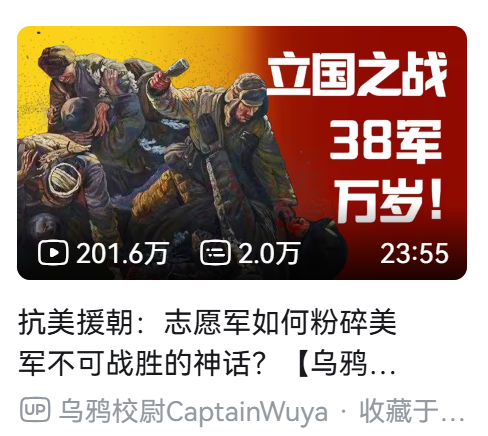 立国之战
38军
万岁！
201.6万 2.0万 23:55
抗美援朝：志愿军如何粉碎美
军不可战胜的神话？【乌鸦…
UP 乌鸦校尉CaptainWuya · 收藏于…